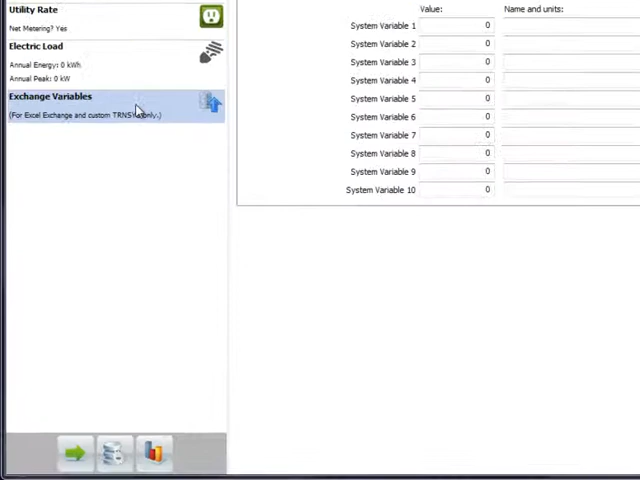 Utility Rate
Net Metering? Yes
Electric Load
Annual Energy: 0 kWh
Annual Peak: 0 kW
Exchange Variables
(For Excel Exchange and custom TRNSYS only.)
Value: Name and units:
System Variable 1 0
System Variable 2 0
System Variable 3 0
System Variable 4 0
System Variable 5 0
System Variable 6 0
System Variable 7 0
System Variable 8 0
System Variable 9 0
System Variable 10 0